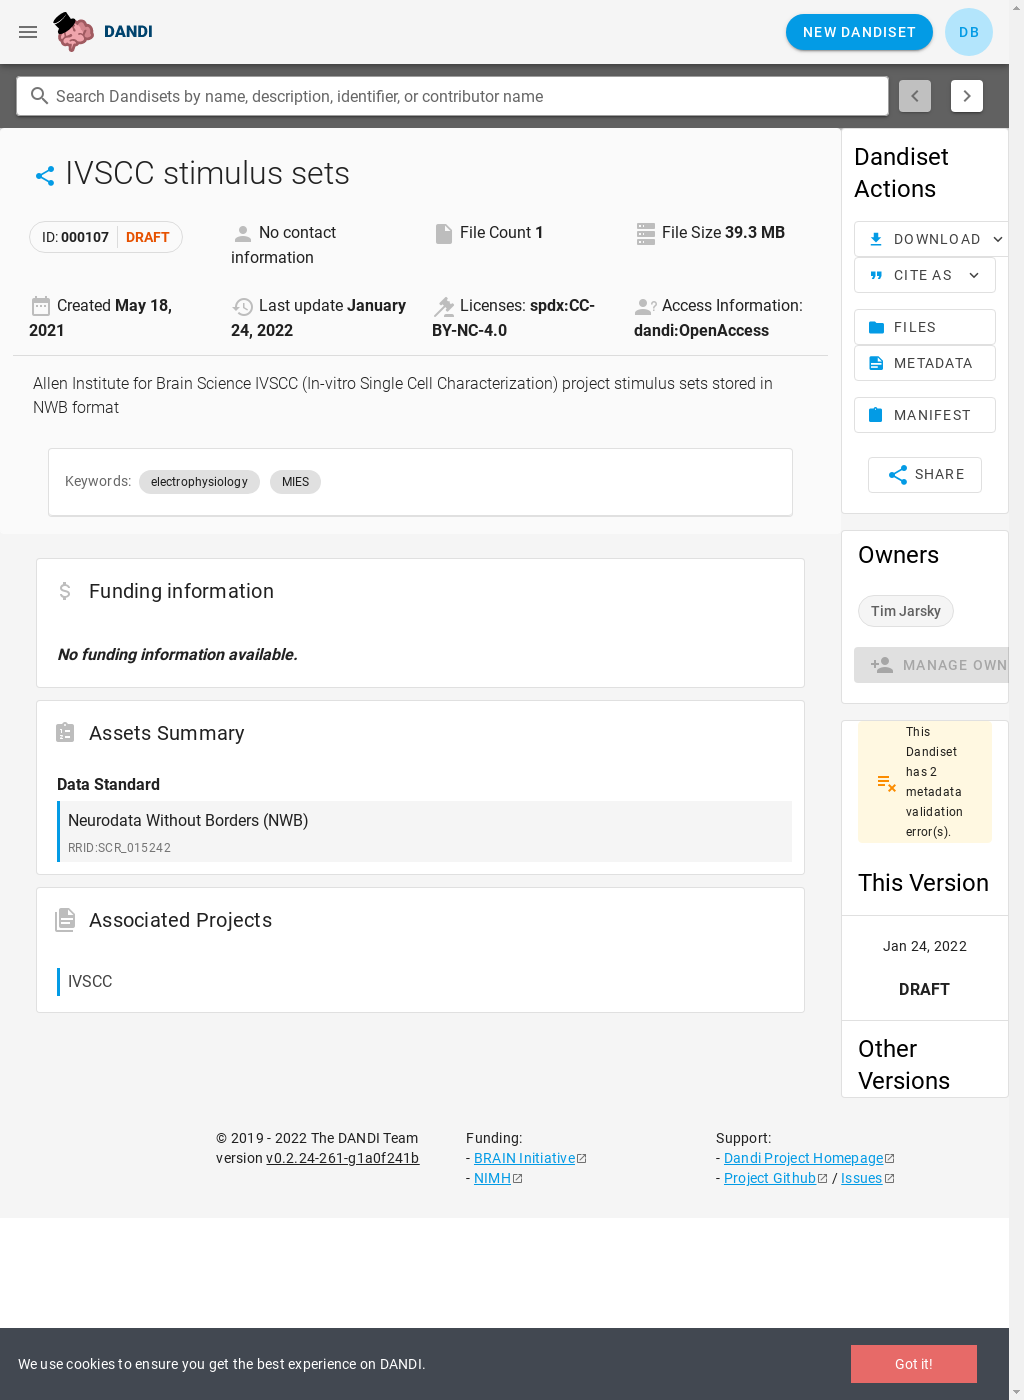 DANDI
NEW DANDISET
DB
Search Dandisets by name, description, identifier, or contributor name
IVSCC stimulus sets
ID: 000107 DRAFT
No contact
information
File Count 1
File Size 39.3 MB
Created May 18,
2021
Last update January
24, 2022
Licenses: spdx:CC-
BY-NC-4.0
Access Information:
dandi:OpenAccess
Allen Institute for Brain Science IVSCC (In-vitro Single Cell Characterization) project stimulus sets stored in
NWB format
Keywords: electrophysiology MIES
Funding information
No funding information available.
Assets Summary
Data Standard
Neurodata Without Borders (NWB)
RRID:SCR_015242
Associated Projects
IVSCC
Dandiset
Actions
DOWNLOAD
CITE AS
FILES
METADATA
MANIFEST
SHARE
Owners
Tim Jarsky
MANAGE OWN
This
Dandiset
has 2
metadata
validation
error(s).
This Version
Jan 24, 2022
DRAFT
Other
Versions
© 2019 - 2022 The DANDI Team
version v0.2.24-261-g1a0f241b
Funding:
- BRAIN Initiative
- NIMH
Support:
- Dandi Project Homepage
- Project Github / Issues
We use cookies to ensure you get the best experience on DANDI.
Got it!